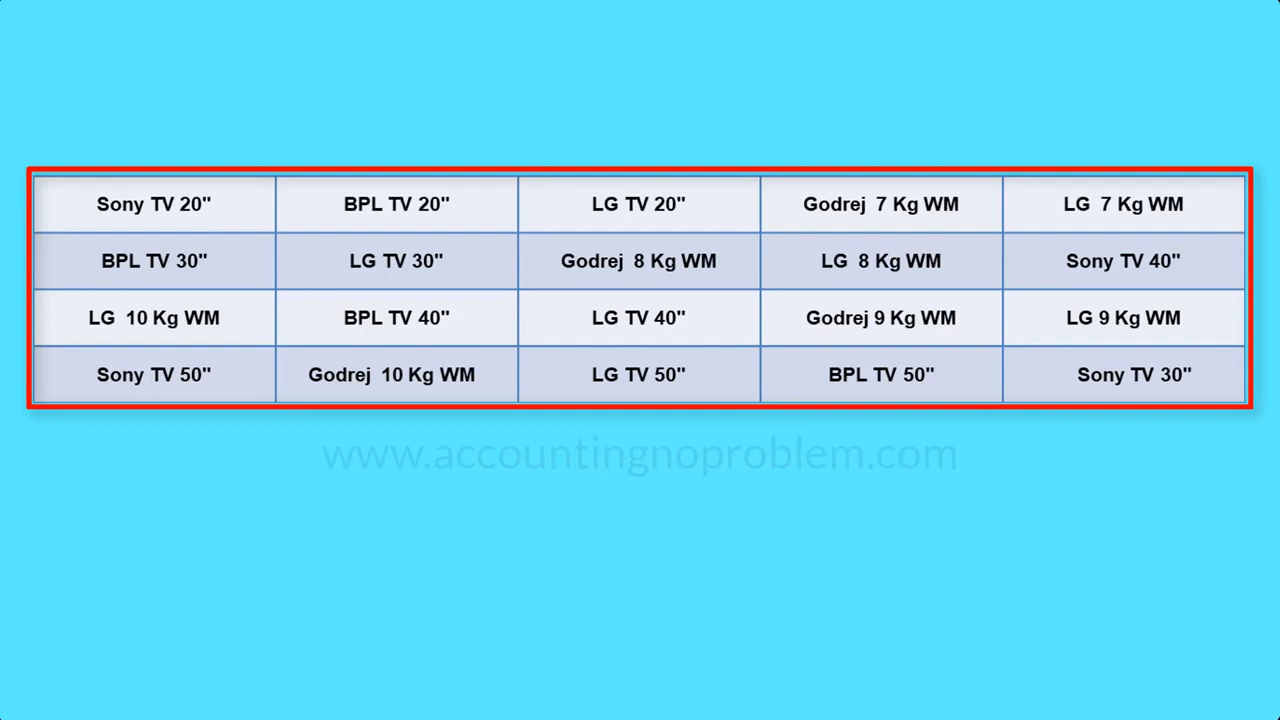 Sony TV 20" BPL TV 20" LG TV 20" Godrej 7 Kg WM LG 7 Kg WM
BPL TV 30" LG TV 30" Godrej 8 Kg WM LG 8 Kg WM Sony TV 40"
LG 10 Kg WM BPL TV 40" LG TV 40" Godrej 9 Kg WM LG 9 Kg WM
Sony TV 50" Godrej 10 Kg WM LG TV 50" BPL TV 50" Sony TV 30"
www.accountingnoproblem.com